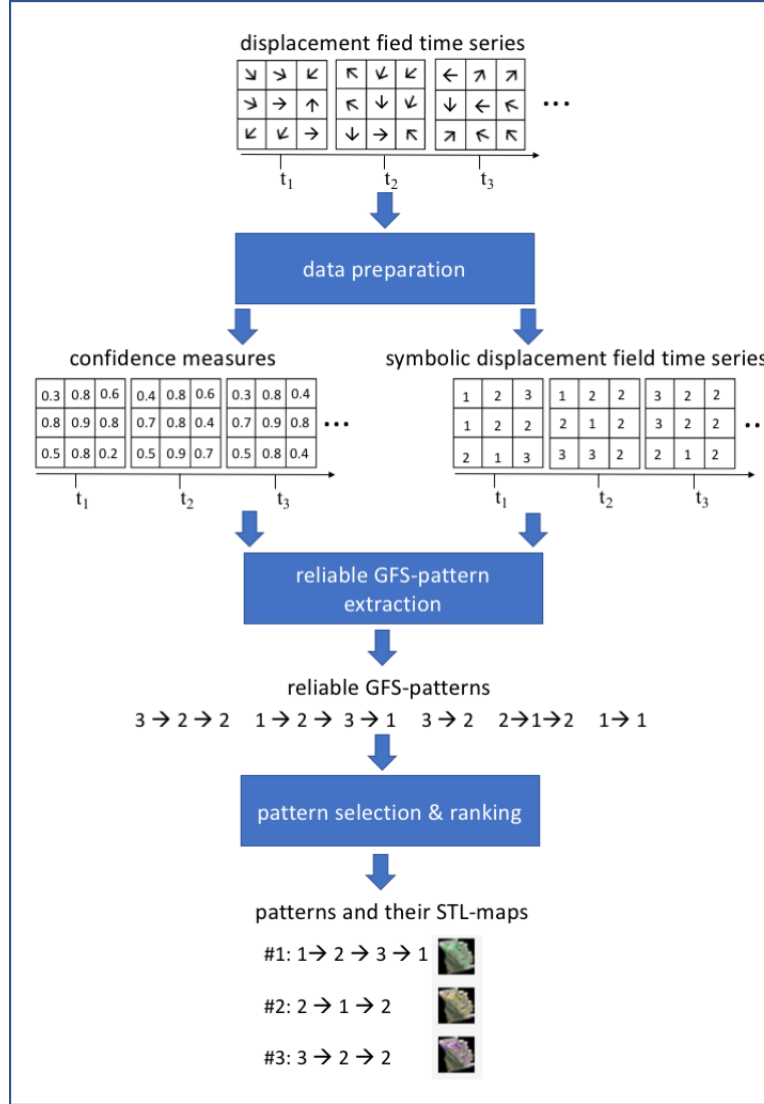 displacement fied time series
↘ ↘ ↙ ↖ ↙ ↙ ← ↗ ↗
↘ → ↑ ↖ ↓ ↙ ↓ ← ↖ ...
↙ ↙ → ↓ → ↖ ↗ ↖ ↖
t1 t2 t3
data preparation
confidence measures
0.3 0.8 0.6 0.4 0.8 0.6 0.3 0.8 0.4
0.8 0.9 0.8 0.7 0.8 0.4 0.7 0.9 0.8 ...
0.5 0.8 0.2 0.5 0.9 0.7 0.5 0.8 0.4
t1 t2 t3
symbolic displacement field time series
1 2 3 1 2 2 3 2 2
1 2 2 2 1 2 3 2 2 ..
2 1 3 3 3 2 2 1 2
t1 t2 t3
reliable GFS-pattern
extraction
reliable GFS-patterns
3 → 2 → 2 1 → 2 → 3 → 1 3 → 2 2→1→2 1→ 1
pattern selection & ranking
patterns and their STL-maps
#1: 1→ 2 → 3 → 1
#2: 2 → 1 → 2
#3: 3 → 2 → 2